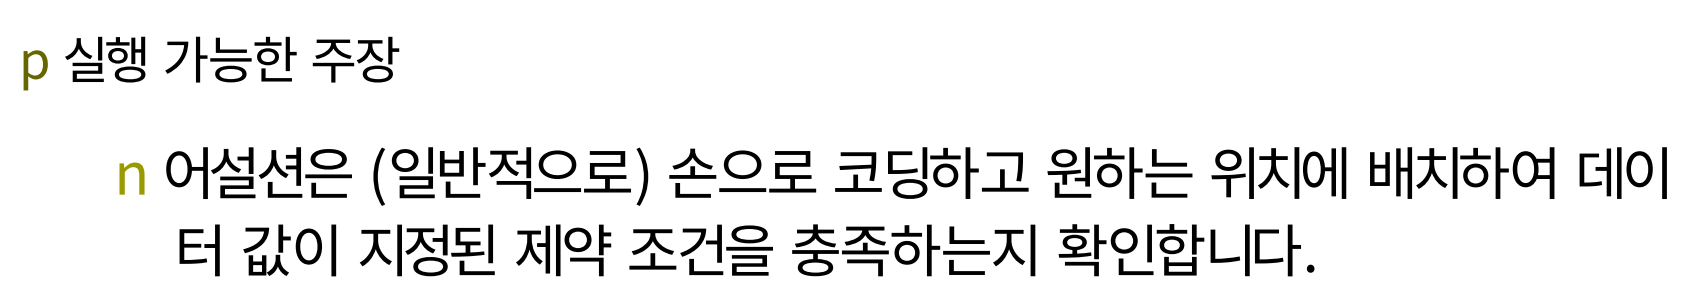 p 실행 가능한 주장
n 어설션은 (일반적으로) 손으로 코딩하고 원하는 위치에 배치하여 데이
터 값이 지정된 제약 조건을 충족하는지 확인합니다.